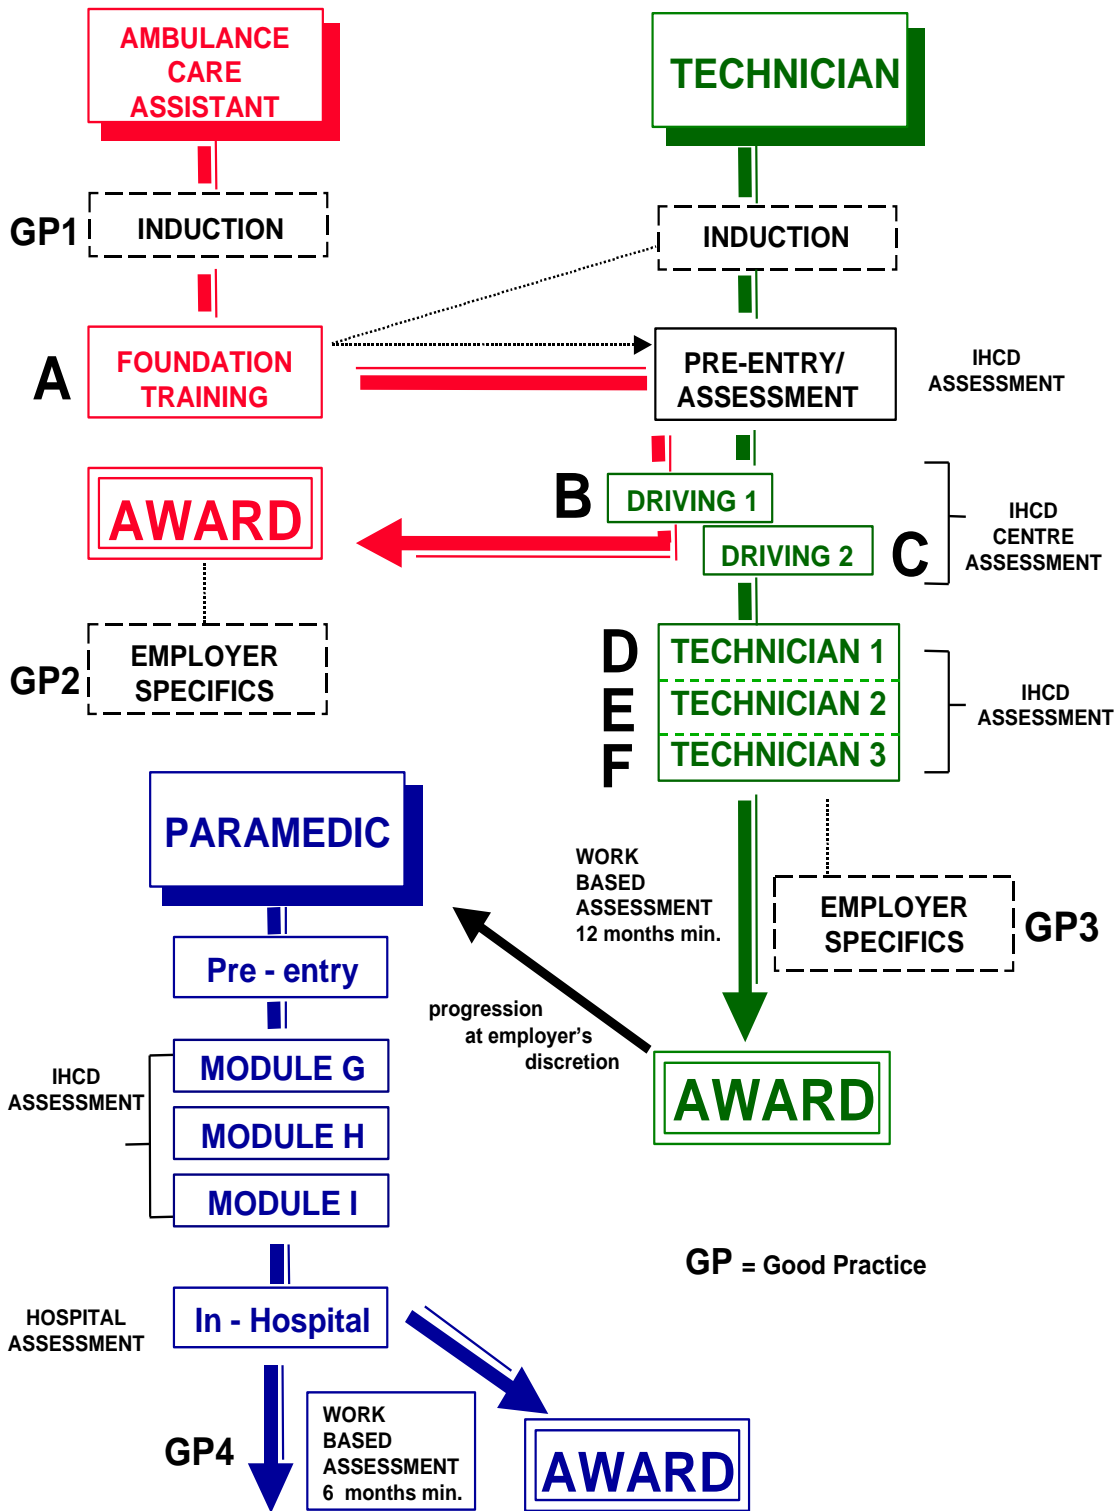 AMBULANCE
CARE
ASSISTANT
TECHNICIAN
GP1
INDUCTION
INDUCTION
A
FOUNDATION
TRAINING
PRE-ENTRY/
ASSESSMENT
IHCD
ASSESSMENT
AWARD
B
DRIVING 1
DRIVING 2
C
IHCD
CENTRE
ASSESSMENT
GP2
EMPLOYER
SPECIFICS
D
TECHNICIAN 1
E
TECHNICIAN 2
F
TECHNICIAN 3
IHCD
ASSESSMENT
PARAMEDIC
WORK
BASED
ASSESSMENT
12 months min.
EMPLOYER
SPECIFICS
GP3
Pre - entry
progression
at employer’s
discretion
AWARD
IHCD
ASSESSMENT
MODULE G
MODULE H
MODULE I
GP = Good Practice
HOSPITAL
ASSESSMENT
In - Hospital
GP4
WORK
BASED
ASSESSMENT
6 months min.
AWARD